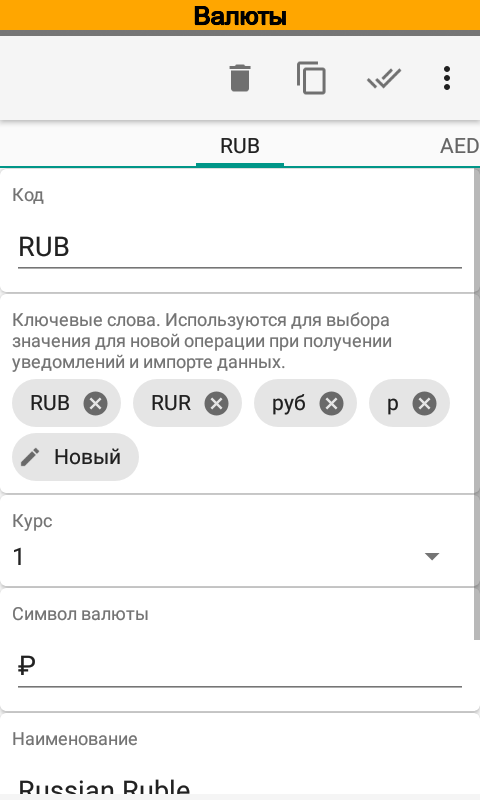 Валюты
RUB
AED
Код
RUB
Ключевые слова. Используются для выбора
значения для новой операции при получении
уведомлений и импорте данных.
RUB
RUR
руб
р
Новый
Курс
1
Символ валюты
₽
Наименование
Russian Ruble